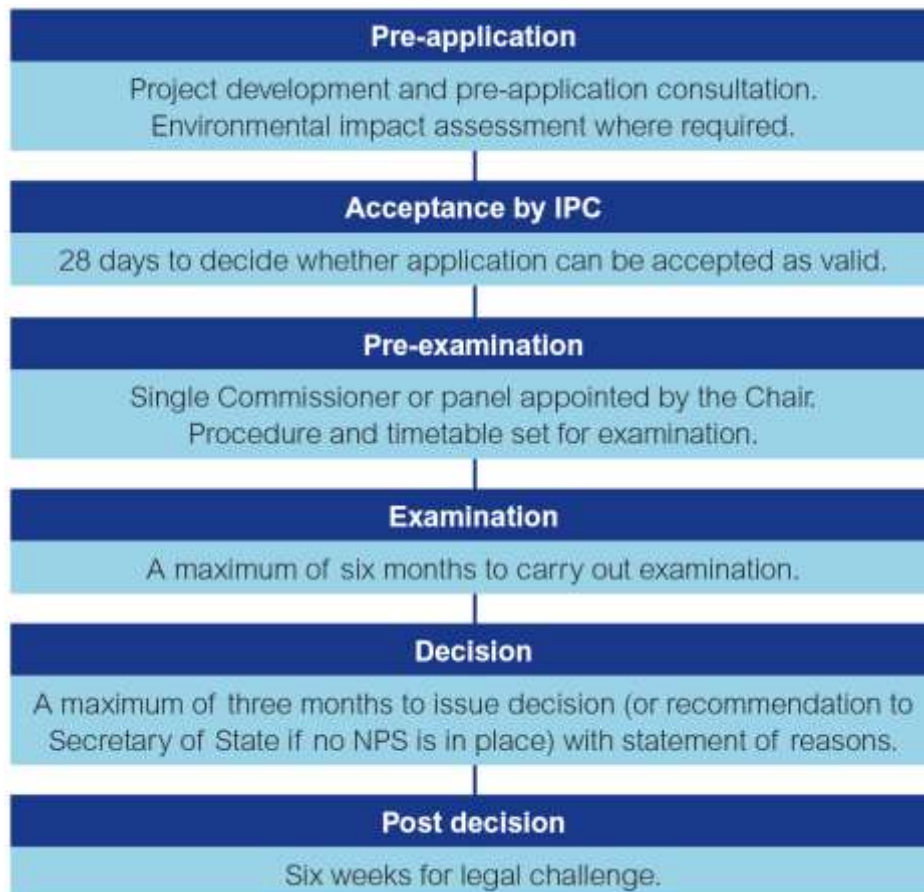 Pre-application
Project development and pre-application consultation.
Environmental impact assessment where required.
Acceptance by IPC
28 days to decide whether application can be accepted as valid.
Pre-examination
Single Commissioner or panel appointed by the Chair.
Procedure and timetable set for examination.
Examination
A maximum of six months to carry out examination.
Decision
A maximum of three months to issue decision (or recommendation to
Secretary of State if no NPS is in place) with statement of reasons.
Post decision
Six weeks for legal challenge.